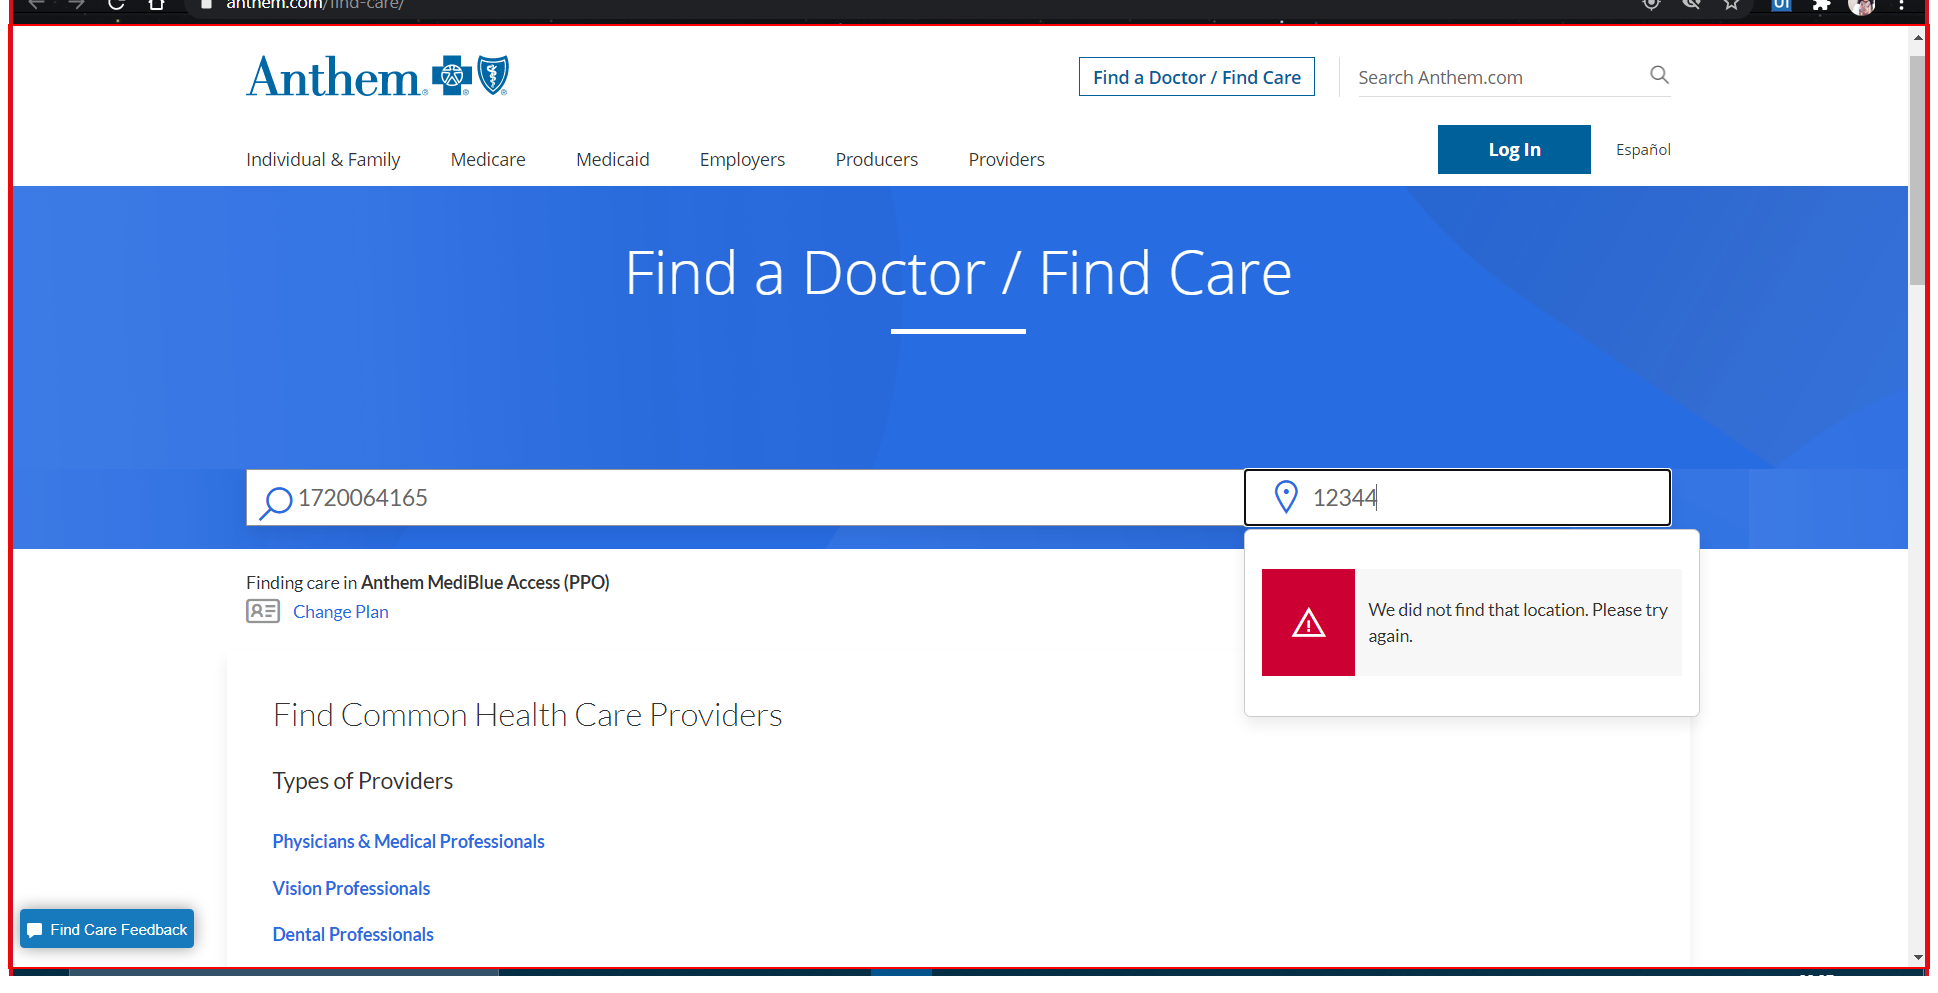 anthem.com/find-care/
Anthem
Find a Doctor / Find Care
Search Anthem.com
Individual & Family
Medicare
Medicaid
Employers
Producers
Providers
Log In
Español
Find a Doctor / Find Care
1720064165
12344
We did not find that location. Please try
again.
Finding care in Anthem MediBlue Access (PPO)
Change Plan
Find Common Health Care Providers
Types of Providers
Physicians & Medical Professionals
Vision Professionals
Dental Professionals
Find Care Feedback